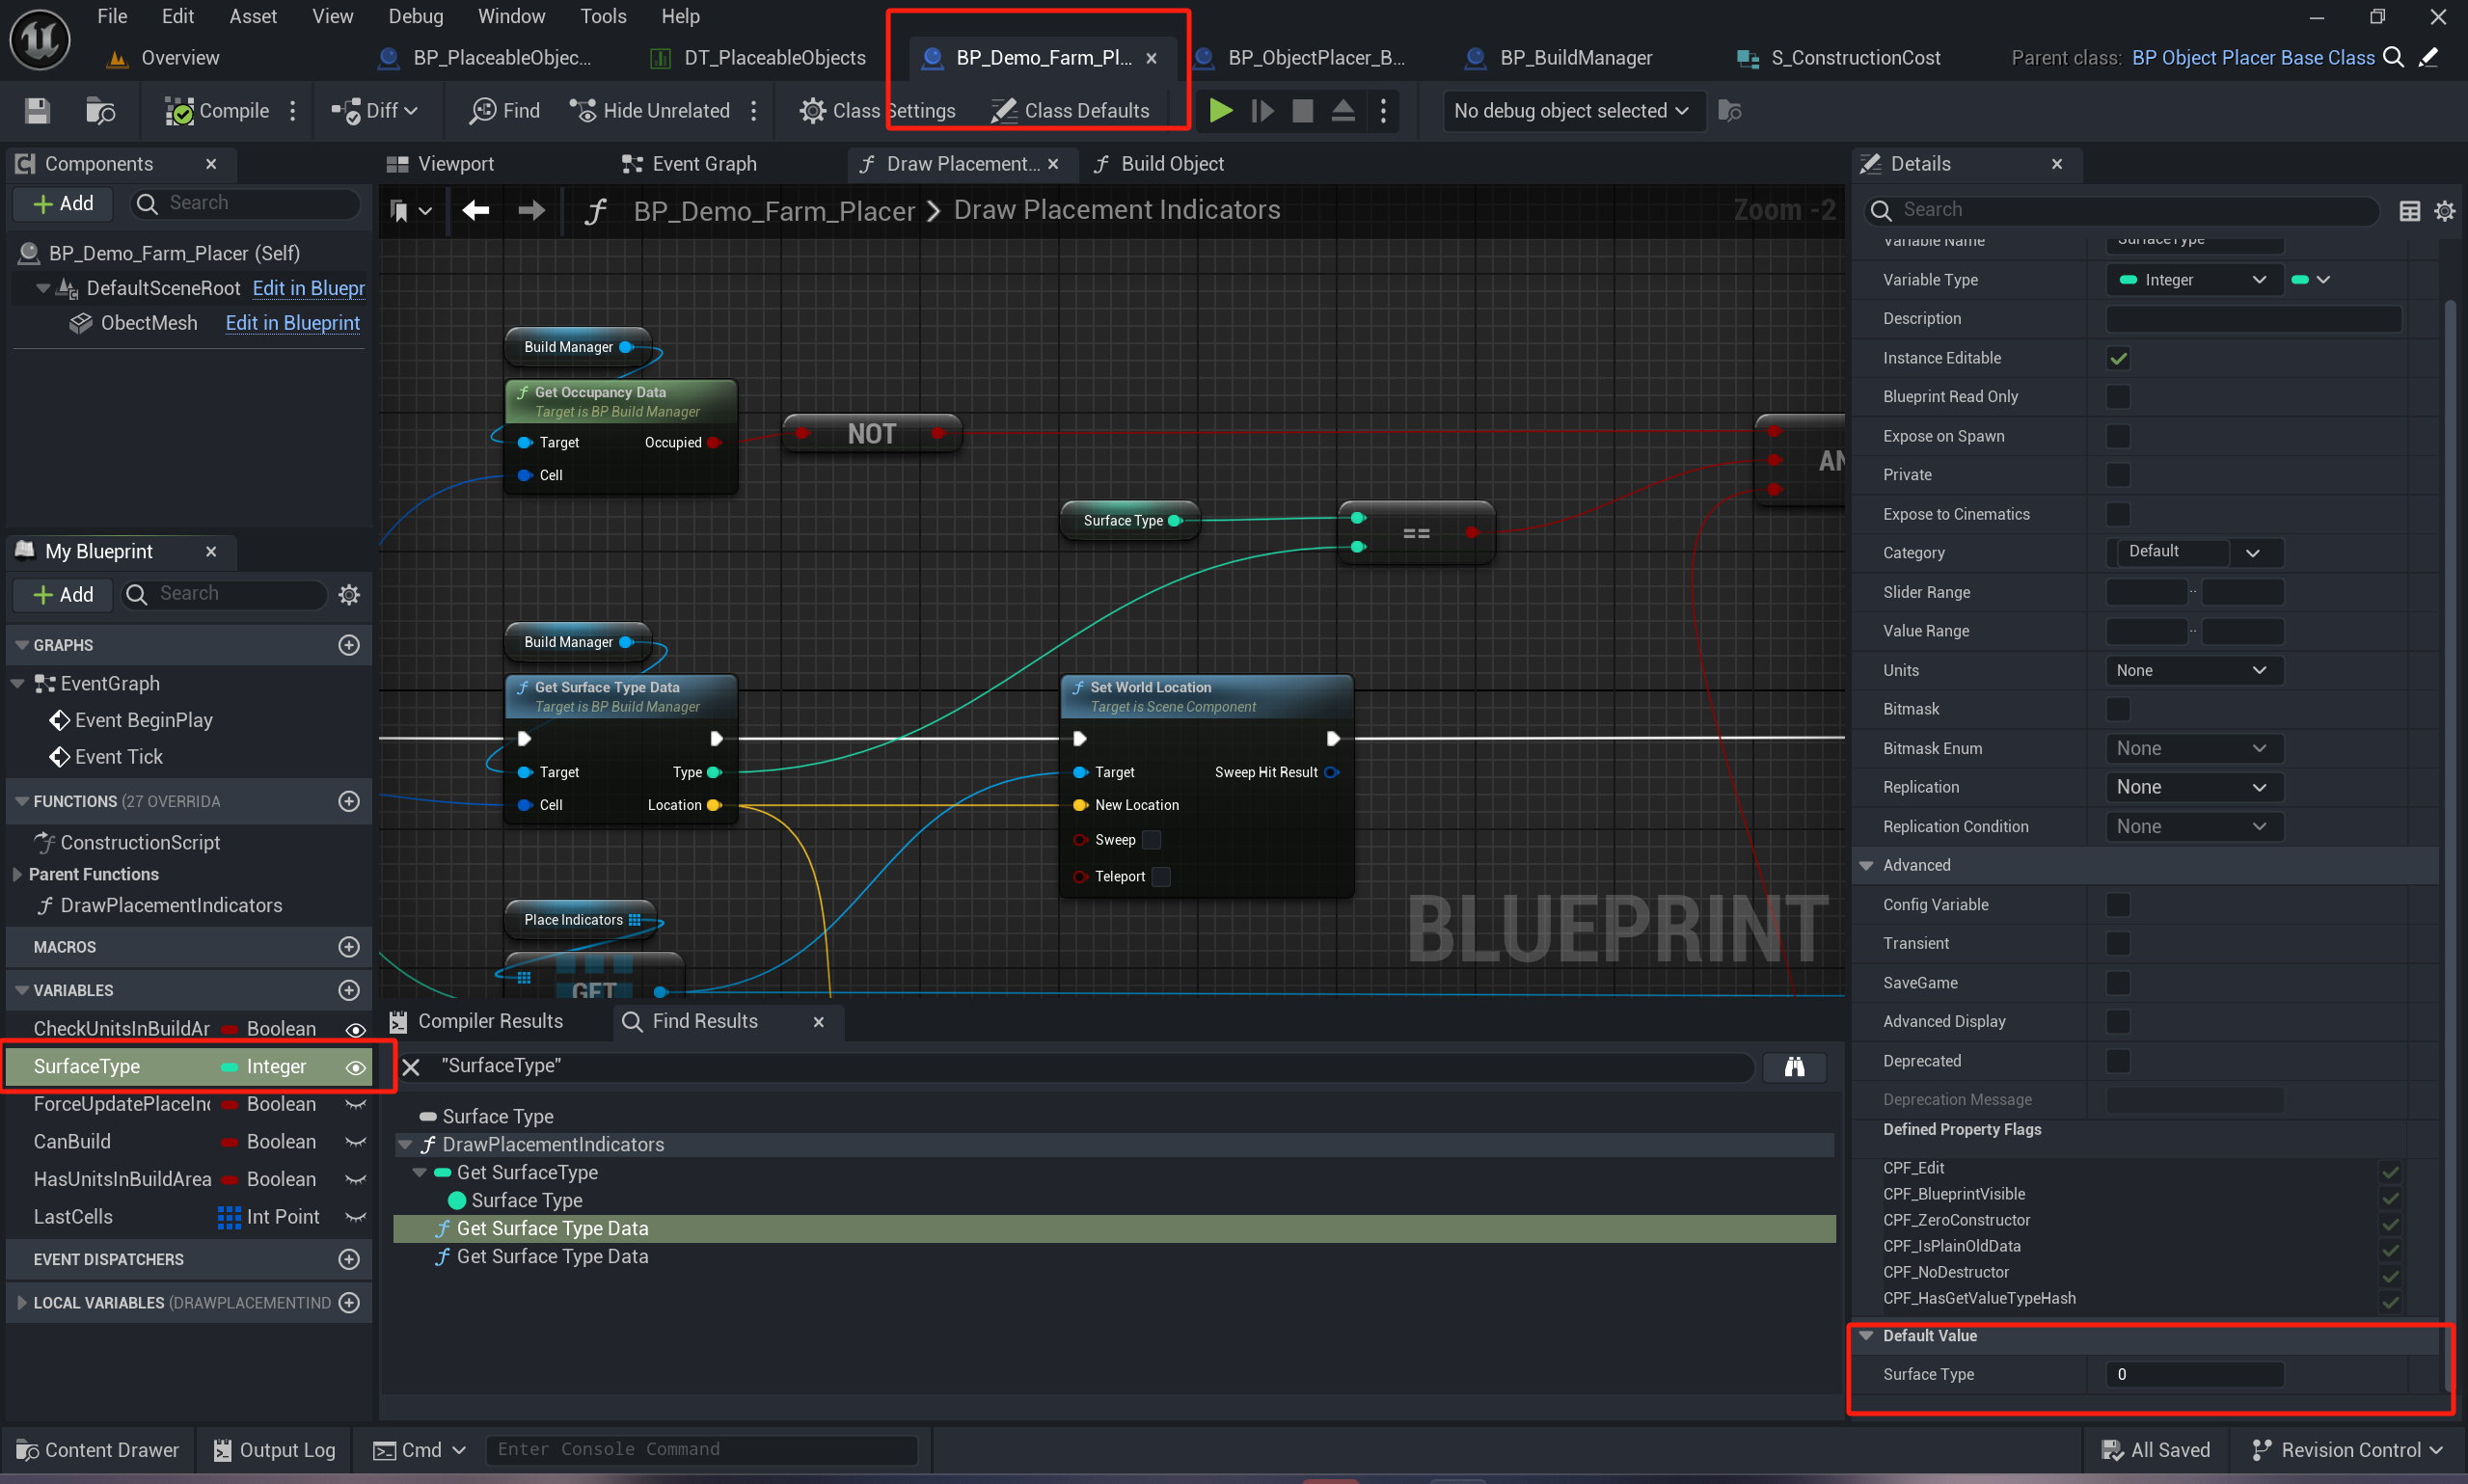 File Edit Asset View Debug Window Tools Help
Overview BP_PlaceableObjec... DT_PlaceableObjects BP_Demo_Farm_Pl... BP_ObjectPlacer_B... BP_BuildManager S_ConstructionCost Parent class: BP Object Placer Base Class
Compile Diff Find Hide Unrelated Class Settings Class Defaults No debug object selected
Components
Add Search
BP_Demo_Farm_Placer (Self)
DefaultSceneRoot Edit in Bluepr
ObectMesh Edit in Blueprint
My Blueprint
Add Search
GRAPHS
EventGraph
Event BeginPlay
Event Tick
FUNCTIONS (27 OVERRIDA
ConstructionScript
Parent Functions
DrawPlacementIndicators
MACROS
VARIABLES
CheckUnitsInBuildAr Boolean
SurfaceType Integer
ForceUpdatePlaceInd Boolean
CanBuild Boolean
HasUnitsInBuildArea Boolean
LastCells Int Point
EVENT DISPATCHERS
LOCAL VARIABLES (DRAWPLACEMENTIND
Viewport Event Graph Draw Placement... Build Object
BP_Demo_Farm_Placer > Draw Placement Indicators Zoom -2
Build Manager
Get Occupancy Data
Target is BP Build Manager
Target Occupied
Cell
NOT
AN
Surface Type
==
Build Manager
Get Surface Type Data
Target is BP Build Manager
Target Type
Cell Location
Set World Location
Target is Scene Component
Target Sweep Hit Result
New Location
Sweep
Teleport
Place Indicators
GET
BLUEPRINT
Compiler Results Find Results
"SurfaceType"
Surface Type
DrawPlacementIndicators
Get SurfaceType
Surface Type
Get Surface Type Data
Get Surface Type Data
Details
Search
Variable Name SurfaceType
Variable Type Integer
Description
Instance Editable
Blueprint Read Only
Expose on Spawn
Private
Expose to Cinematics
Category Default
Slider Range ..
Value Range ..
Units None
Bitmask
Bitmask Enum None
Replication None
Replication Condition None
Advanced
Config Variable
Transient
SaveGame
Advanced Display
Deprecated
Deprecation Message
Defined Property Flags
CPF_Edit
CPF_BlueprintVisible
CPF_ZeroConstructor
CPF_IsPlainOldData
CPF_NoDestructor
CPF_HasGetValueTypeHash
Default Value
Surface Type 0
Content Drawer Output Log Cmd Enter Console Command All Saved Revision Control